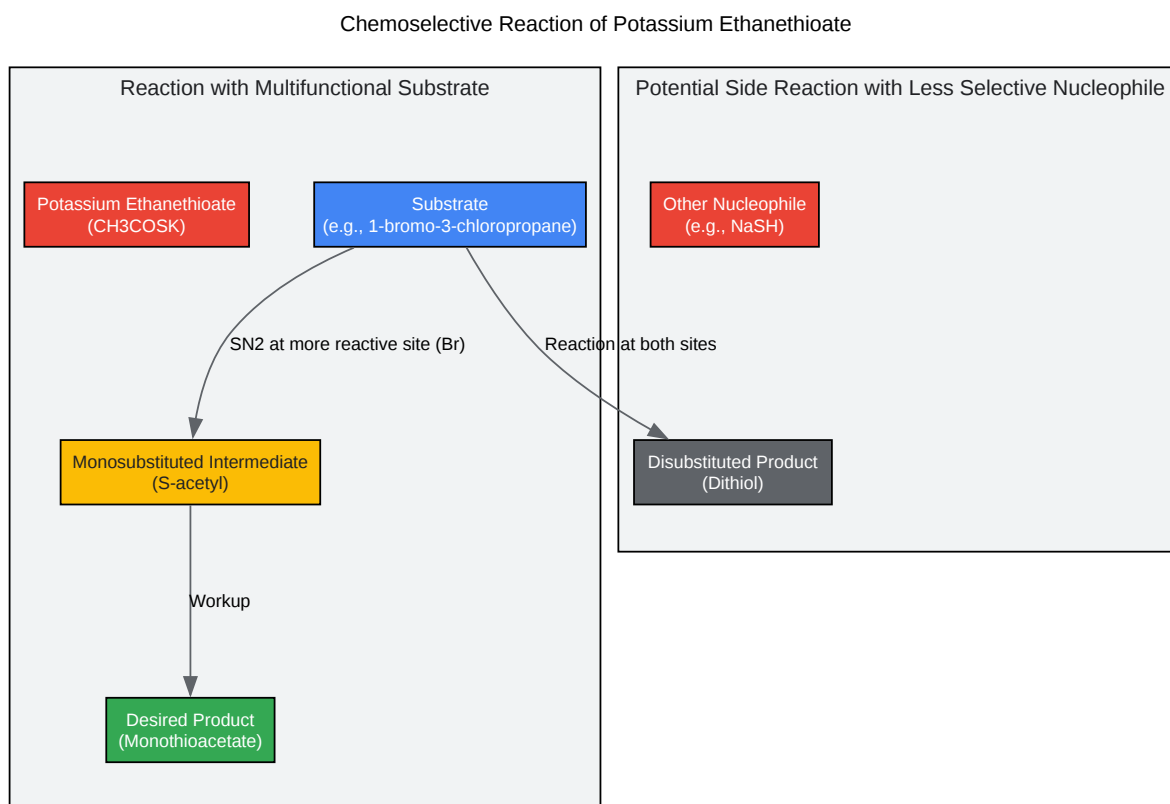 Chemoselective Reaction of Potassium Ethanethioate
Reaction with Multifunctional Substrate
Potassium Ethanethioate
(CH3COSK)
Substrate
(e.g., 1-bromo-3-chloropropane)
SN2 at more reactive site (Br)
Monosubstituted Intermediate
(S-acetyl)
Workup
Desired Product
(Monothioacetate)
Potential Side Reaction with Less Selective Nucleophile
Other Nucleophile
(e.g., NaSH)
Reaction at both sites
Disubstituted Product
(Dithiol)